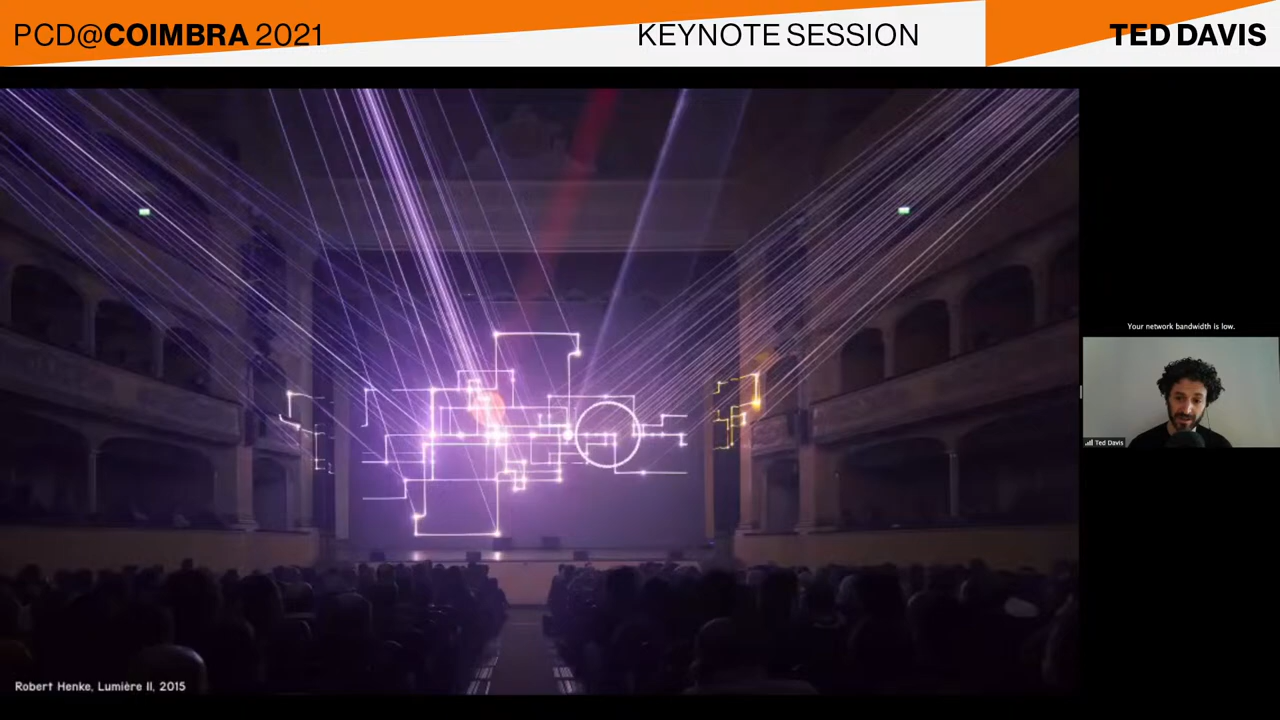 PCD@COIMBRA 2021
KEYNOTE SESSION
TED DAVIS
Your network bandwidth is low.
Ted Davis
Robert Henke, Lumière II, 2015